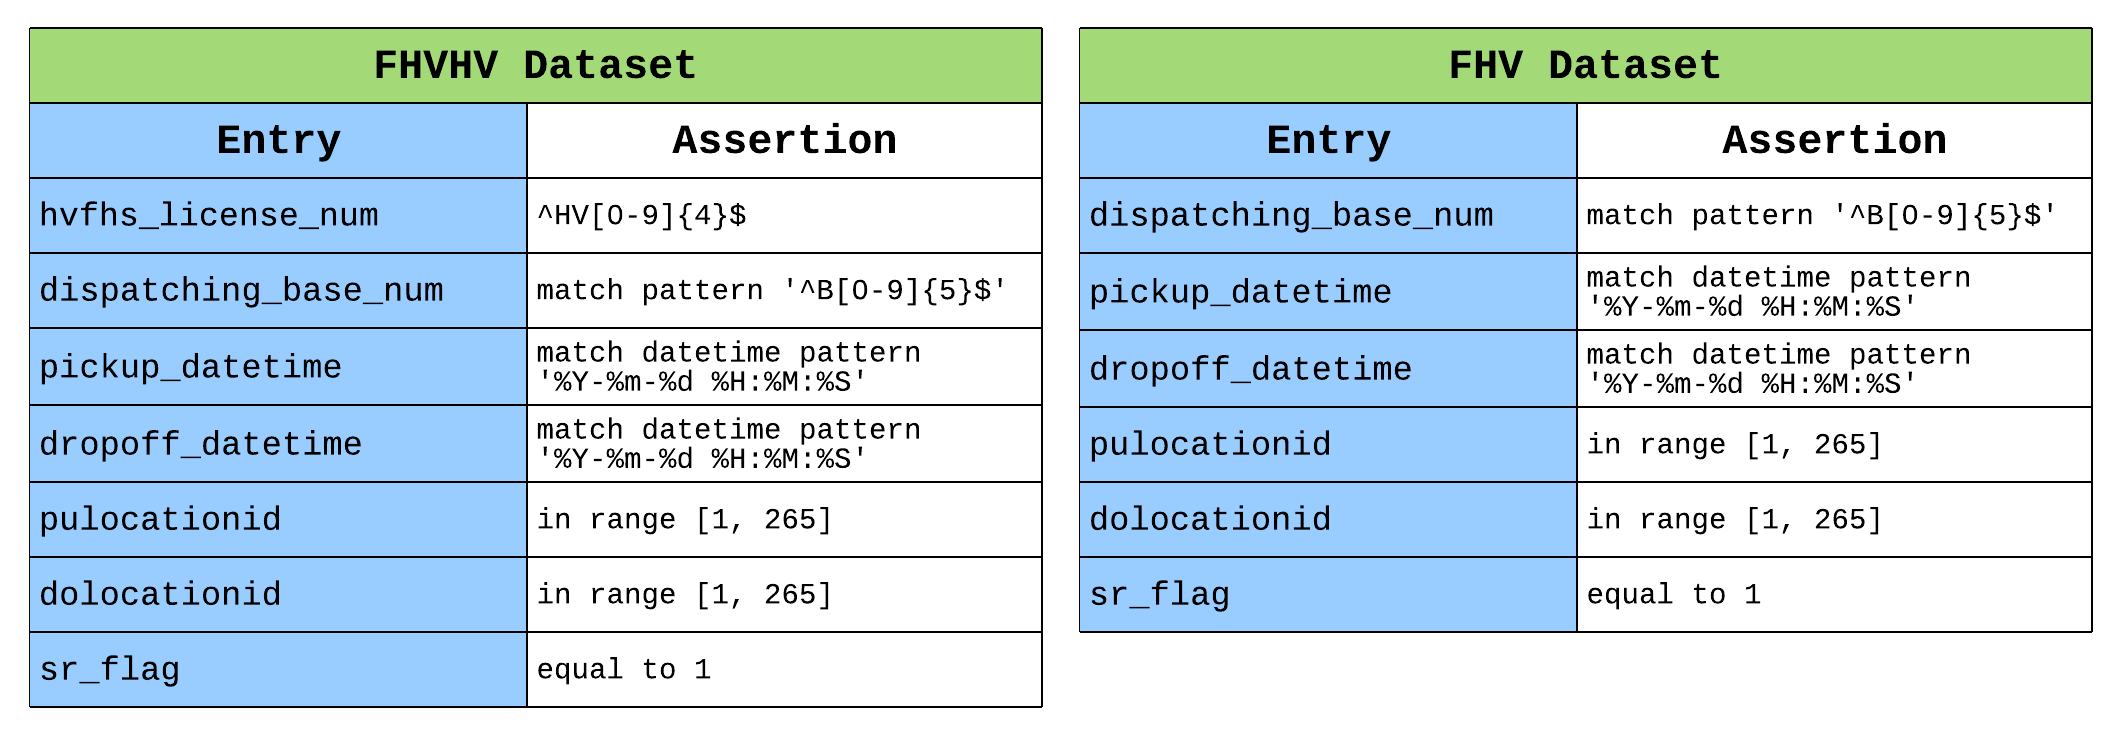 FHVHV Dataset
Entry Assertion
hvfhs_license_num ^HV[O-9]{4}$
dispatching_base_num match pattern '^B[O-9]{5}$'
pickup_datetime match datetime pattern
'%Y-%m-%d %H:%M:%S'
dropoff_datetime match datetime pattern
'%Y-%m-%d %H:%M:%S'
pulocationid in range [1, 265]
dolocationid in range [1, 265]
sr_flag equal to 1
FHV Dataset
Entry Assertion
dispatching_base_num match pattern '^B[O-9]{5}$'
pickup_datetime match datetime pattern
'%Y-%m-%d %H:%M:%S'
dropoff_datetime match datetime pattern
'%Y-%m-%d %H:%M:%S'
pulocationid in range [1, 265]
dolocationid in range [1, 265]
sr_flag equal to 1